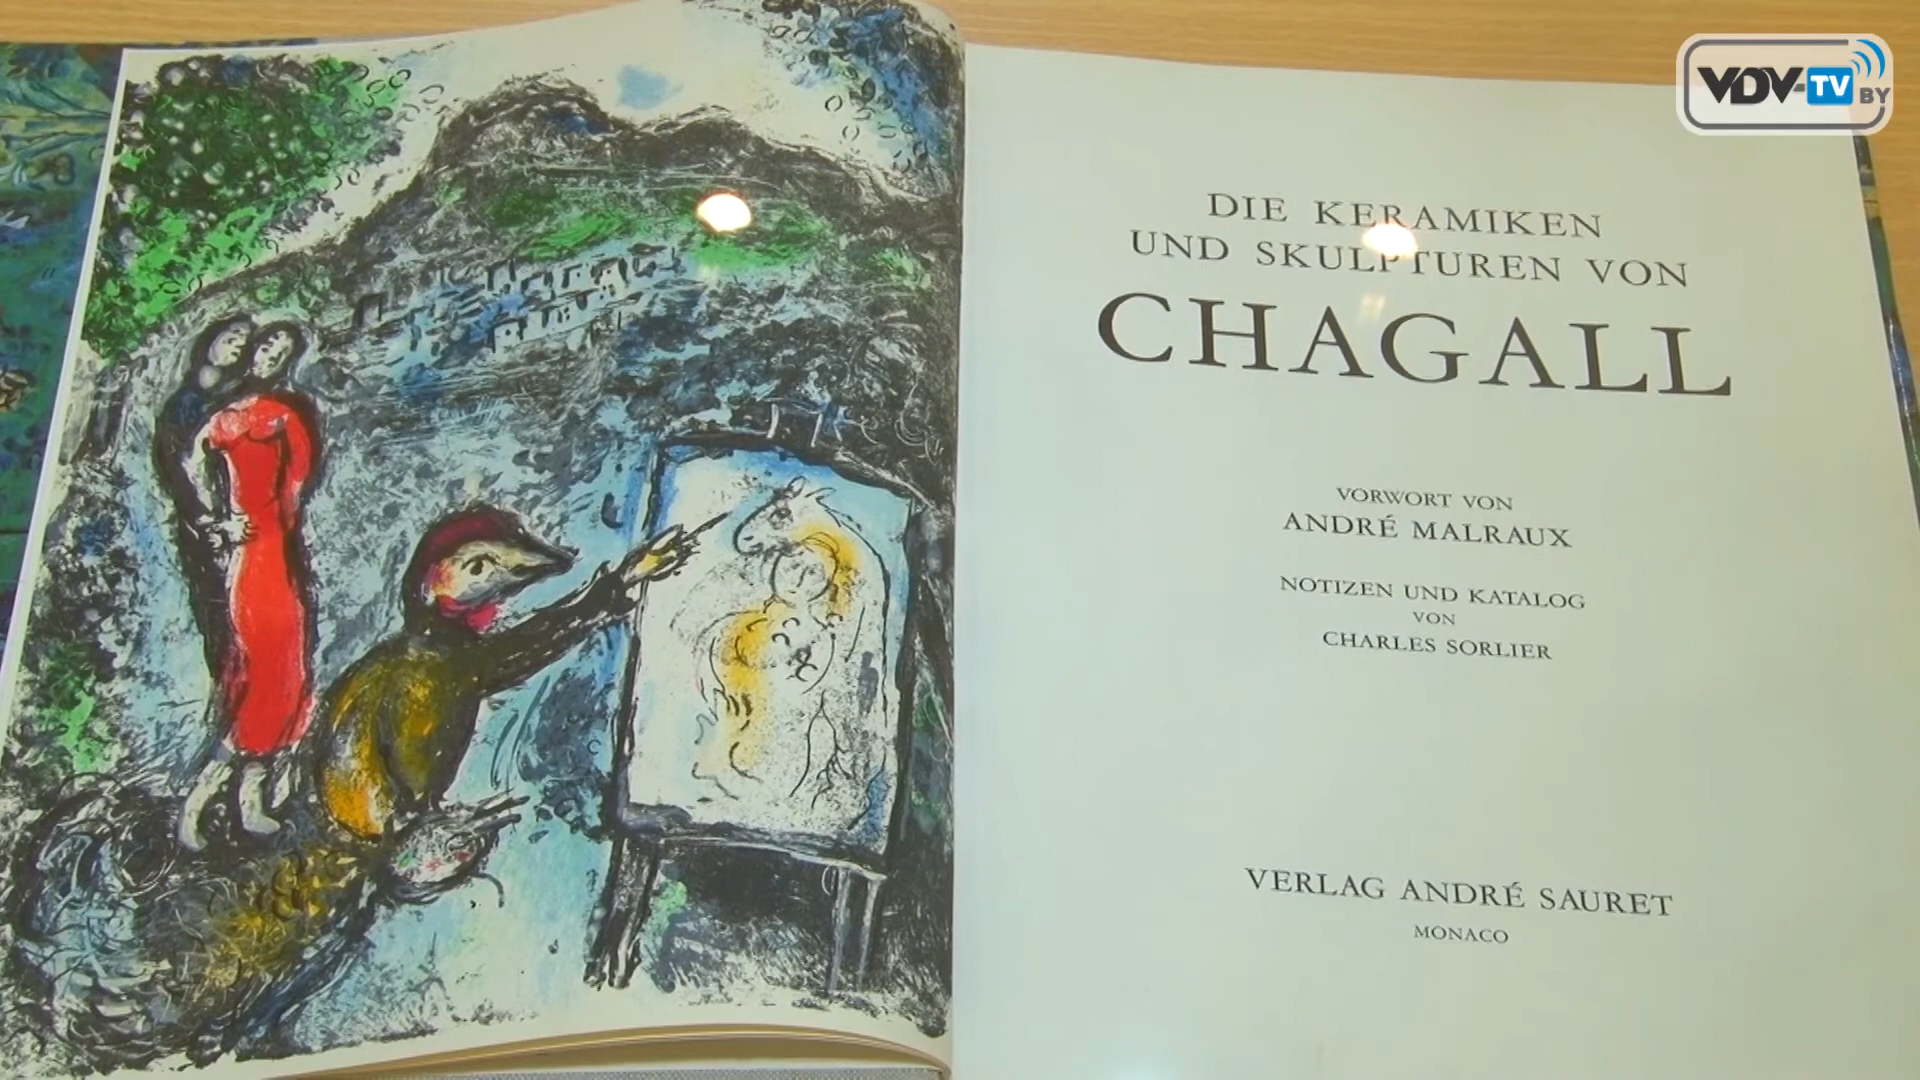 VDV-TV BY
DIE KERAMIKEN
UND SKULPTUREN VON
CHAGALL
VORWORT VON
ANDRÉ MALRAUX
NOTIZEN UND KATALOG
VON
CHARLES SORLIER
VERLAG ANDRÉ SAURET
MONACO